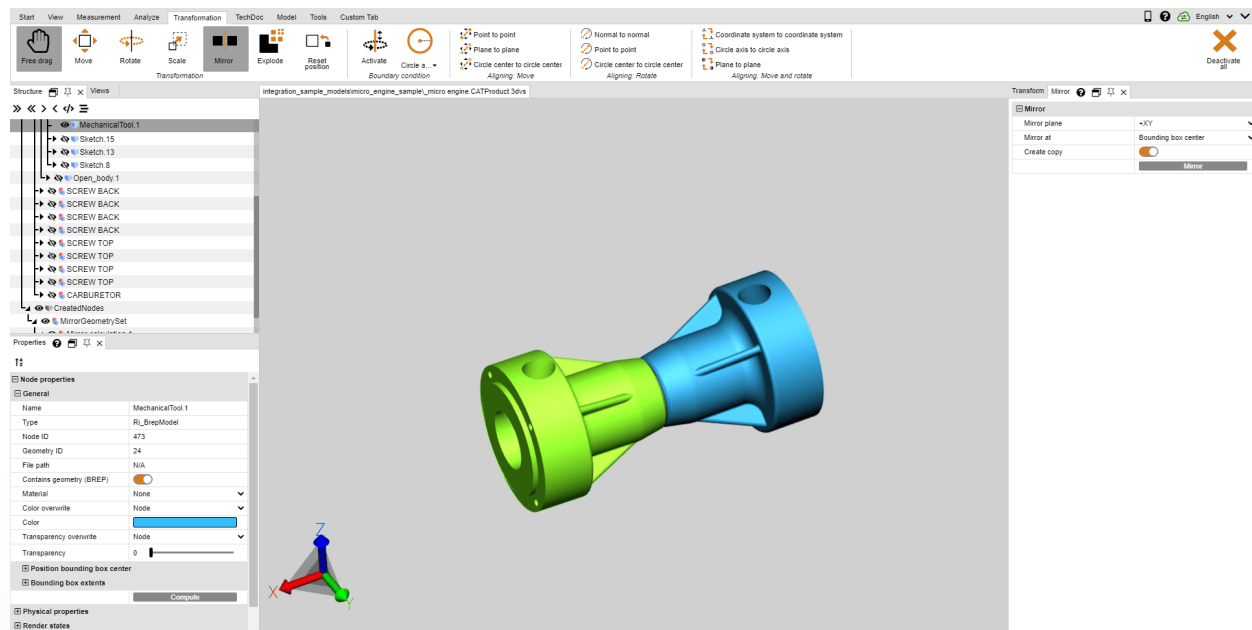 Start View Measurement Analyze Transformation TechDoc Model Tools Custom Tab English
Free drag Move Rotate Scale Mirror Explode Reset position
Transformation
Activate Circle a...
Boundary condition
Point to point
Plane to plane
Circle center to circle center
Aligning: Move
Normal to normal
Point to point
Circle center to circle center
Aligning: Rotate
Coordinate system to coordinate system
Circle axis to circle axis
Plane to plane
Aligning: Move and rotate
Deactivate all
Structure Views
MechanicalTool.1
Sketch.15
Sketch.13
Sketch.8
Open_body.1
SCREW BACK
SCREW BACK
SCREW BACK
SCREW BACK
SCREW TOP
SCREW TOP
SCREW TOP
SCREW TOP
CARBURETOR
CreatedNodes
MirrorGeometrySet
Properties
Node properties
General
Name MechanicalTool.1
Type Ri_BrepModel
Node ID 473
Geometry ID 24
File path N/A
Contains geometry (BREP)
Material None
Color overwrite Node
Color
Transparency overwrite Node
Transparency 0
Position bounding box center
Bounding box extents
Compute
Physical properties
Render states
integration_sample_models\micro_engine_sample\_micro engine.CATProduct.3dvs
Z
X
Y
Transform Mirror
Mirror
Mirror plane +XY
Mirror at Bounding box center
Create copy
Mirror